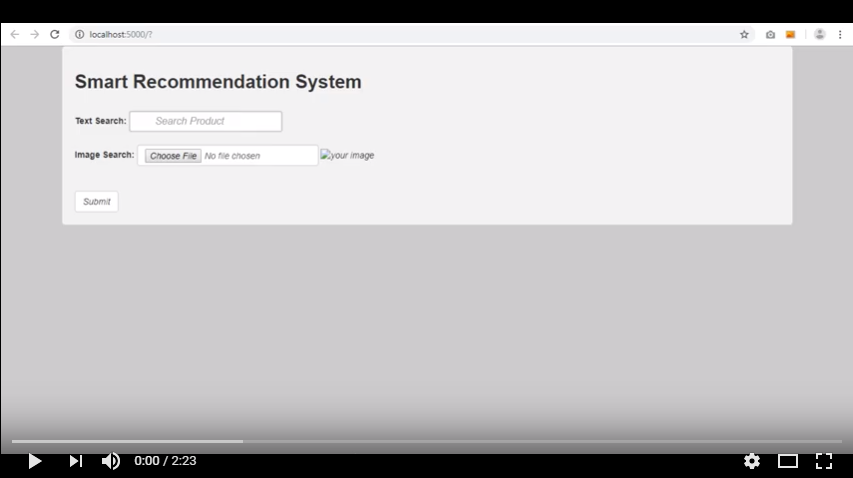 localhost:5000/?
Smart Recommendation System
Text Search: Search Product
Image Search: Choose File No file chosen your image
Submit
0:00 / 2:23